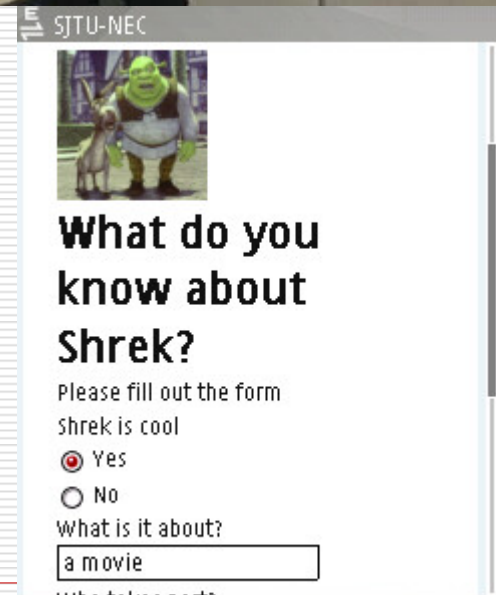 SJTU-NEC
What do you
know about
Shrek?
Please fill out the form
Shrek is cool
Yes
No
What is it about?
a movie